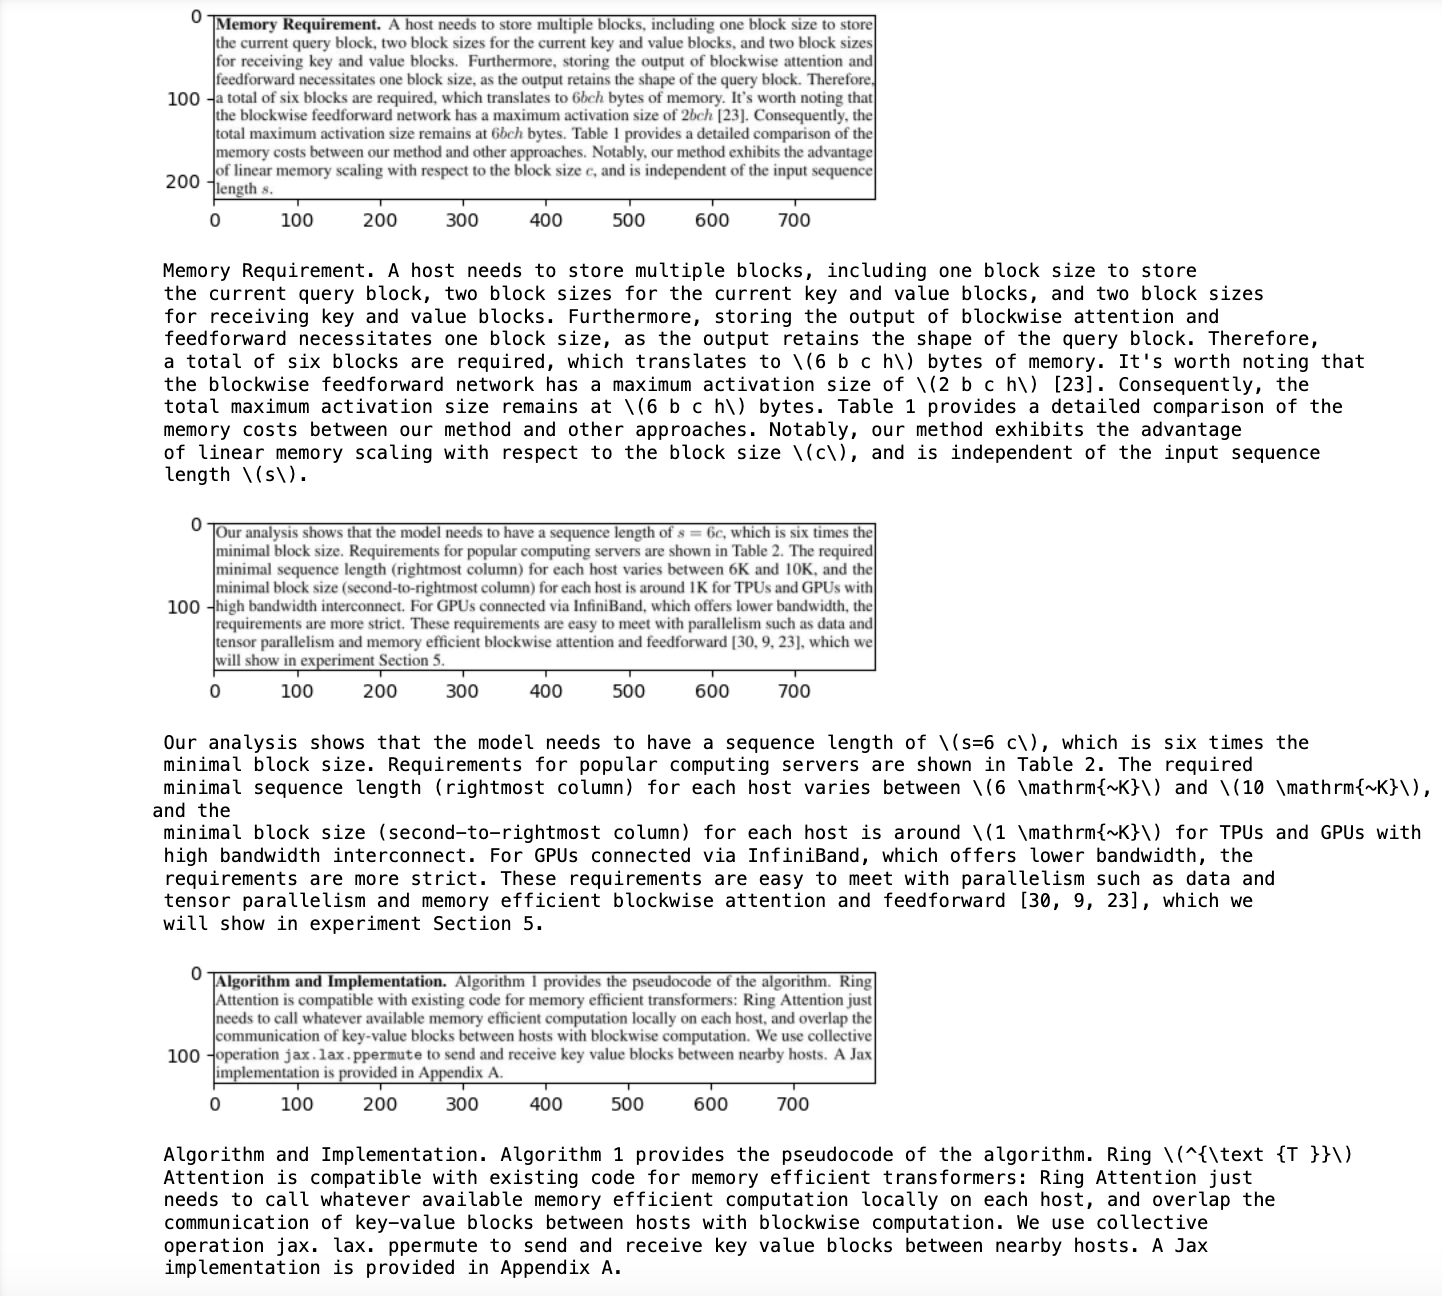 0
Memory Requirement. A host needs to store multiple blocks, including one block size to store
the current query block, two block sizes for the current key and value blocks, and two block sizes
for receiving key and value blocks. Furthermore, storing the output of blockwise attention and
feedforward necessitates one block size, as the output retains the shape of the query block. Therefore,
100 a total of six blocks are required, which translates to 6bch bytes of memory. It's worth noting that
the blockwise feedforward network has a maximum activation size of 2bch [23]. Consequently, the
total maximum activation size remains at 6bch bytes. Table 1 provides a detailed comparison of the
memory costs between our method and other approaches. Notably, our method exhibits the advantage
200 of linear memory scaling with respect to the block size c, and is independent of the input sequence
length s.
0 100 200 300 400 500 600 700
Memory Requirement. A host needs to store multiple blocks, including one block size to store
the current query block, two block sizes for the current key and value blocks, and two block sizes
for receiving key and value blocks. Furthermore, storing the output of blockwise attention and
feedforward necessitates one block size, as the output retains the shape of the query block. Therefore,
a total of six blocks are required, which translates to \(6 b c h\) bytes of memory. It's worth noting that
the blockwise feedforward network has a maximum activation size of \(2 b c h\) [23]. Consequently, the
total maximum activation size remains at \(6 b c h\) bytes. Table 1 provides a detailed comparison of the
memory costs between our method and other approaches. Notably, our method exhibits the advantage
of linear memory scaling with respect to the block size \(c\), and is independent of the input sequence
length \(s\).
0
Our analysis shows that the model needs to have a sequence length of s = 6c, which is six times the
minimal block size. Requirements for popular computing servers are shown in Table 2. The required
minimal sequence length (rightmost column) for each host varies between 6K and 10K, and the
minimal block size (second-to-rightmost column) for each host is around 1K for TPUs and GPUs with
100 high bandwidth interconnect. For GPUs connected via InfiniBand, which offers lower bandwidth, the
requirements are more strict. These requirements are easy to meet with parallelism such as data and
tensor parallelism and memory efficient blockwise attention and feedforward [30, 9, 23], which we
will show in experiment Section 5.
0 100 200 300 400 500 600 700
Our analysis shows that the model needs to have a sequence length of \(s=6 c\), which is six times the
minimal block size. Requirements for popular computing servers are shown in Table 2. The required
minimal sequence length (rightmost column) for each host varies between \(6 \mathrm{~K}\) and \(10 \mathrm{~K}\),
and the
minimal block size (second-to-rightmost column) for each host is around \(1 \mathrm{~K}\) for TPUs and GPUs with
high bandwidth interconnect. For GPUs connected via InfiniBand, which offers lower bandwidth, the
requirements are more strict. These requirements are easy to meet with parallelism such as data and
tensor parallelism and memory efficient blockwise attention and feedforward [30, 9, 23], which we
will show in experiment Section 5.
0
Algorithm and Implementation. Algorithm 1 provides the pseudocode of the algorithm. Ring
Attention is compatible with existing code for memory efficient transformers: Ring Attention just
needs to call whatever available memory efficient computation locally on each host, and overlap the
communication of key-value blocks between hosts with blockwise computation. We use collective
100 operation jax.lax.ppermute to send and receive key value blocks between nearby hosts. A Jax
implementation is provided in Appendix A.
0 100 200 300 400 500 600 700
Algorithm and Implementation. Algorithm 1 provides the pseudocode of the algorithm. Ring \(^{\text {T }}\)
Attention is compatible with existing code for memory efficient transformers: Ring Attention just
needs to call whatever available memory efficient computation locally on each host, and overlap the
communication of key-value blocks between hosts with blockwise computation. We use collective
operation jax. lax. ppermute to send and receive key value blocks between nearby hosts. A Jax
implementation is provided in Appendix A.